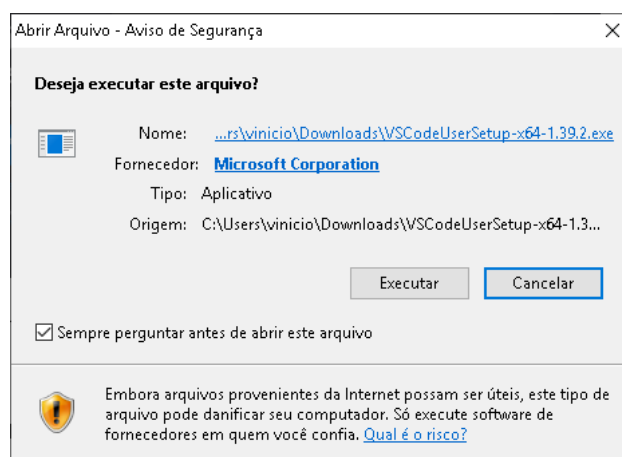 Abrir Arquivo - Aviso de Segurança
Deseja executar este arquivo?
Nome: ...rs\vinicio\Downloads\VSCodeUserSetup-x64-1.39.2.exe
Fornecedor: Microsoft Corporation
Tipo: Aplicativo
Origem: C:\Users\vinicio\Downloads\VSCodeUserSetup-x64-1.3...
Executar Cancelar
Sempre perguntar antes de abrir este arquivo
Embora arquivos provenientes da Internet possam ser úteis, este tipo de
arquivo pode danificar seu computador. Só execute software de
fornecedores em quem você confia. Qual é o risco?